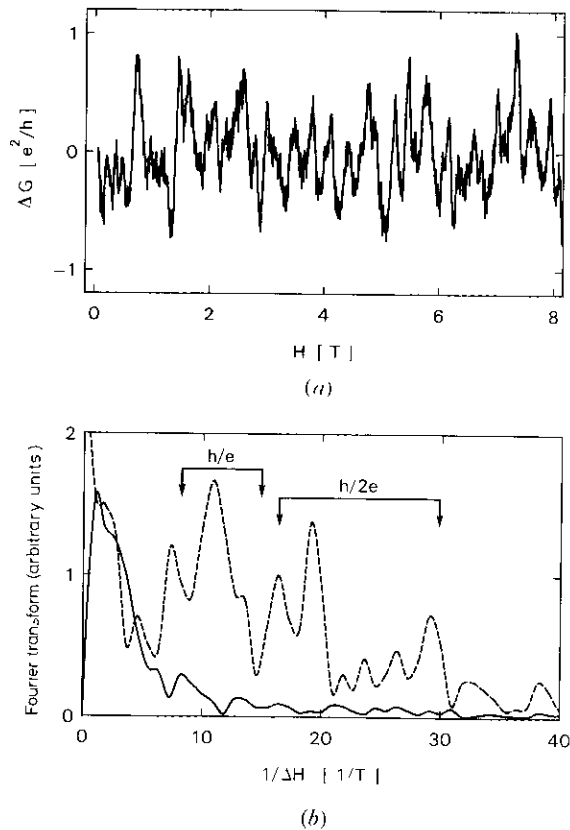 1
0
−1
ΔG [ e²/h ]
0 2 4 6 8
H [ T ]
(a)
2
1
0
Fourier transform (arbitrary units)
h/e
h/2e
0 10 20 30 40
1/ΔH [ 1/T ]
(b)